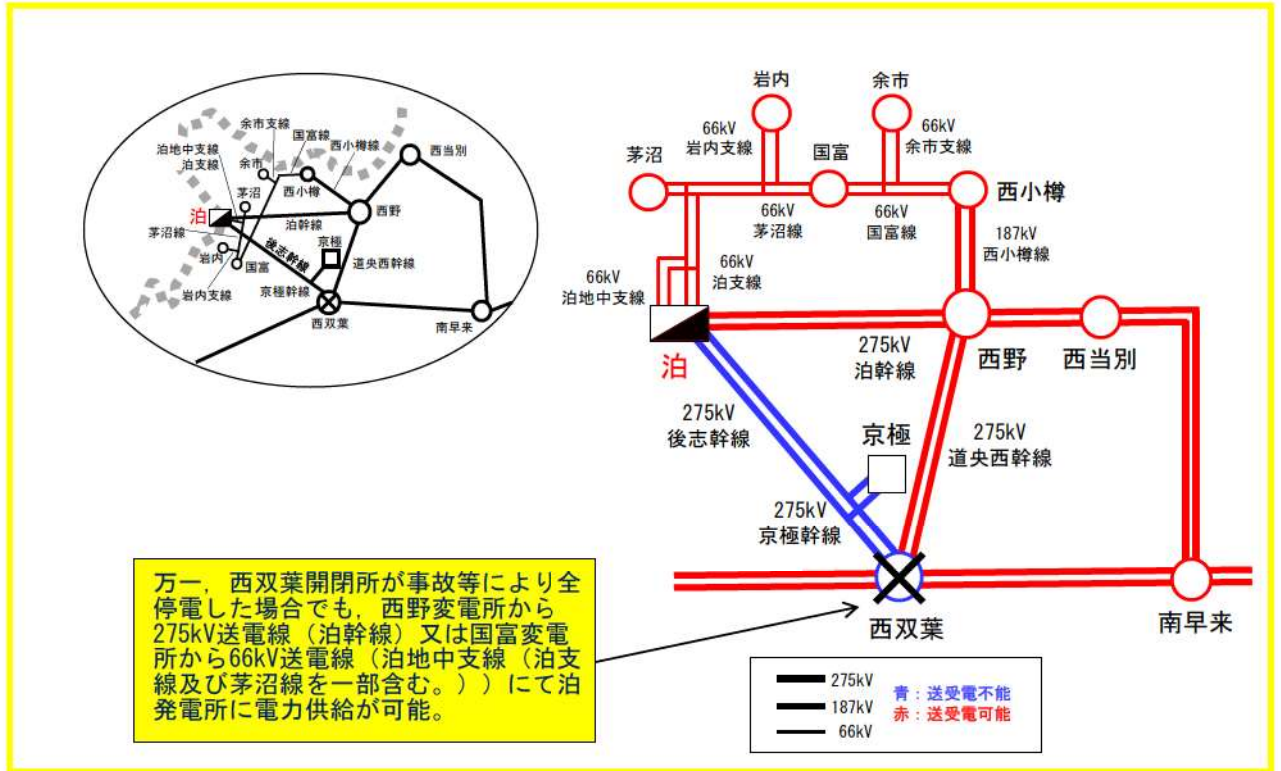 余市支線
国富線
西小樽線
泊地中支線
泊支線
余市
西当別
茅沼
西小樽
西野
泊
泊幹線
茅沼線
後志幹線
京極
道央西幹線
岩内
国富
京極幹線
岩内支線
西双葉
南早来
岩内
余市
66kV
岩内支線
66kV
余市支線
茅沼
国富
西小樽
66kV
茅沼線
66kV
国富線
187kV
西小樽線
66kV
泊地中支線
66kV
泊支線
泊
275kV
泊幹線
西野
西当別
275kV
後志幹線
京極
275kV
道央西幹線
275kV
京極幹線
西双葉
南早来
万一，西双葉開閉所が事故等により全
停電した場合でも，西野変電所から
275kV送電線（泊幹線）又は国富変電
所から66kV送電線（泊地中支線（泊支
線及び茅沼線を一部含む。））にて泊
発電所に電力供給が可能。
275kV
187kV
66kV
青：送受電不能
赤：送受電可能